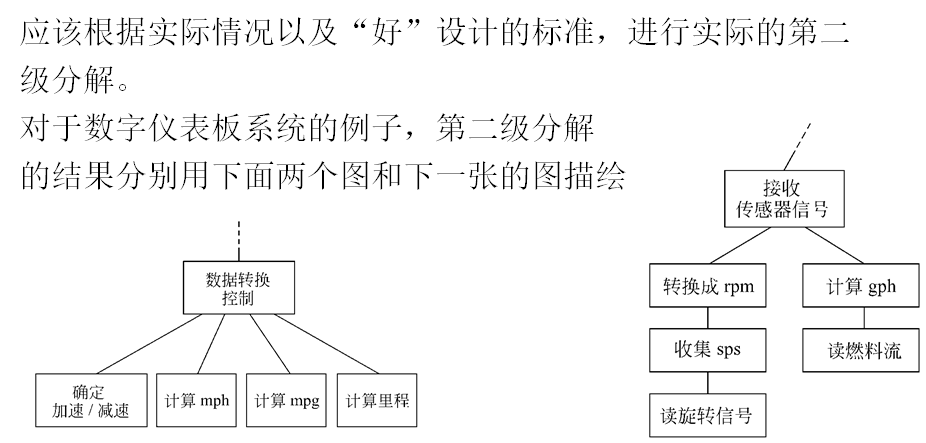 应该根据实际情况以及“好”设计的标准，进行实际的第二
级分解。
对于数字仪表板系统的例子，第二级分解
的结果分别用下面两个图和下一张的图描绘
数据转换
控制
确定
加速 / 减速
计算 mph
计算 mpg
计算里程
接收
传感器信号
转换成 rpm
计算 gph
收集 sps
读燃料流
读旋转信号